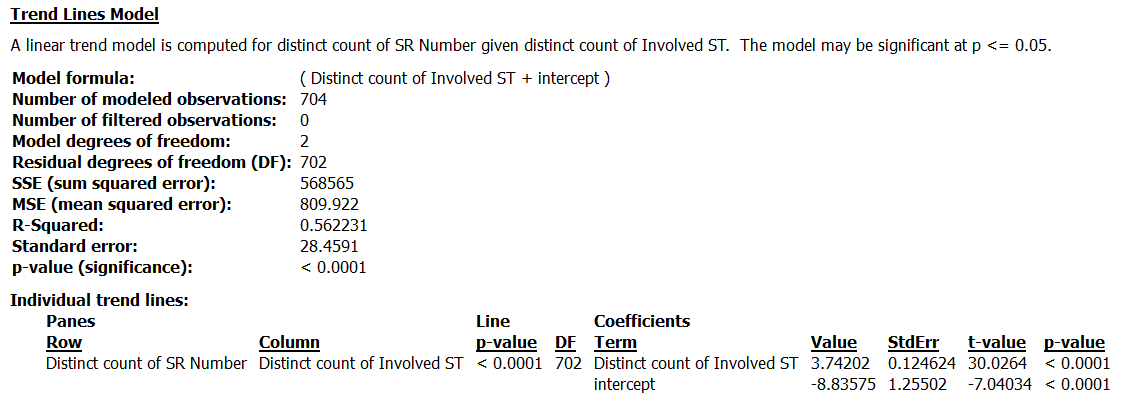 Trend Lines Model
A linear trend model is computed for distinct count of SR Number given distinct count of Involved ST.  The model may be significant at p <= 0.05.
Model formula: ( Distinct count of Involved ST + intercept )
Number of modeled observations: 704
Number of filtered observations: 0
Model degrees of freedom: 2
Residual degrees of freedom (DF): 702
SSE (sum squared error): 568565
MSE (mean squared error): 809.922
R-Squared: 0.562231
Standard error: 28.4591
p-value (significance): < 0.0001
Individual trend lines:
Panes Line Coefficients
Row Column p-value DF Term Value StdErr t-value p-value
Distinct count of SR Number Distinct count of Involved ST < 0.0001 702 Distinct count of Involved ST 3.74202 0.124624 30.0264 < 0.0001
intercept -8.83575 1.25502 -7.04034 < 0.0001